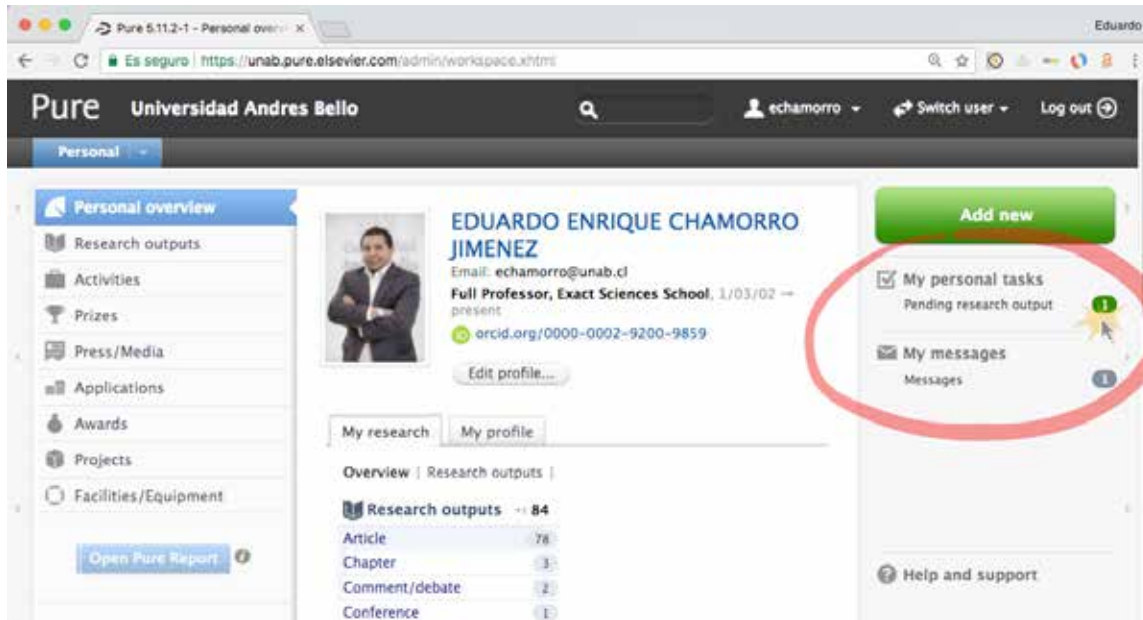 Pure 5.11.2-1 - Personal over
Eduardo
Es seguro | https://unab.pure.elsevier.com/admin/workspace.xhtml
Pure Universidad Andres Bello
echamorro
Switch user
Log out
Personal
Personal overview
Research outputs
Activities
Prizes
Press/Media
Applications
Awards
Projects
Facilities/Equipment
Open Pure Report
EDUARDO ENRIQUE CHAMORRO
JIMENEZ
Email: echamorro@unab.cl
Full Professor, Exact Sciences School, 1/03/02 →
present
iD orcid.org/0000-0002-9200-9859
Edit profile...
My research My profile
Overview | Research outputs |
Research outputs 84
Article 78
Chapter 3
Comment/debate 2
Conference 1
Add new
My personal tasks
Pending research output 1
My messages
Messages 1
Help and support